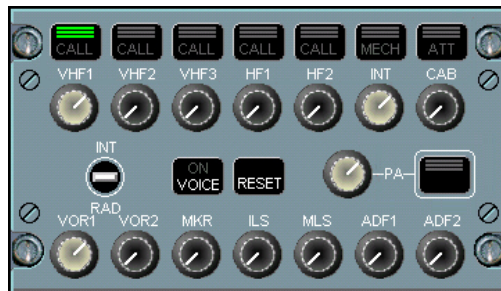 CALL CALL CALL CALL CALL MECH ATT
VHF1 VHF2 VHF3 HF1 HF2 INT CAB
INT
ON
VOICE
RESET
PA
RAD
VOR1 VOR2 MKR ILS MLS ADF1 ADF2